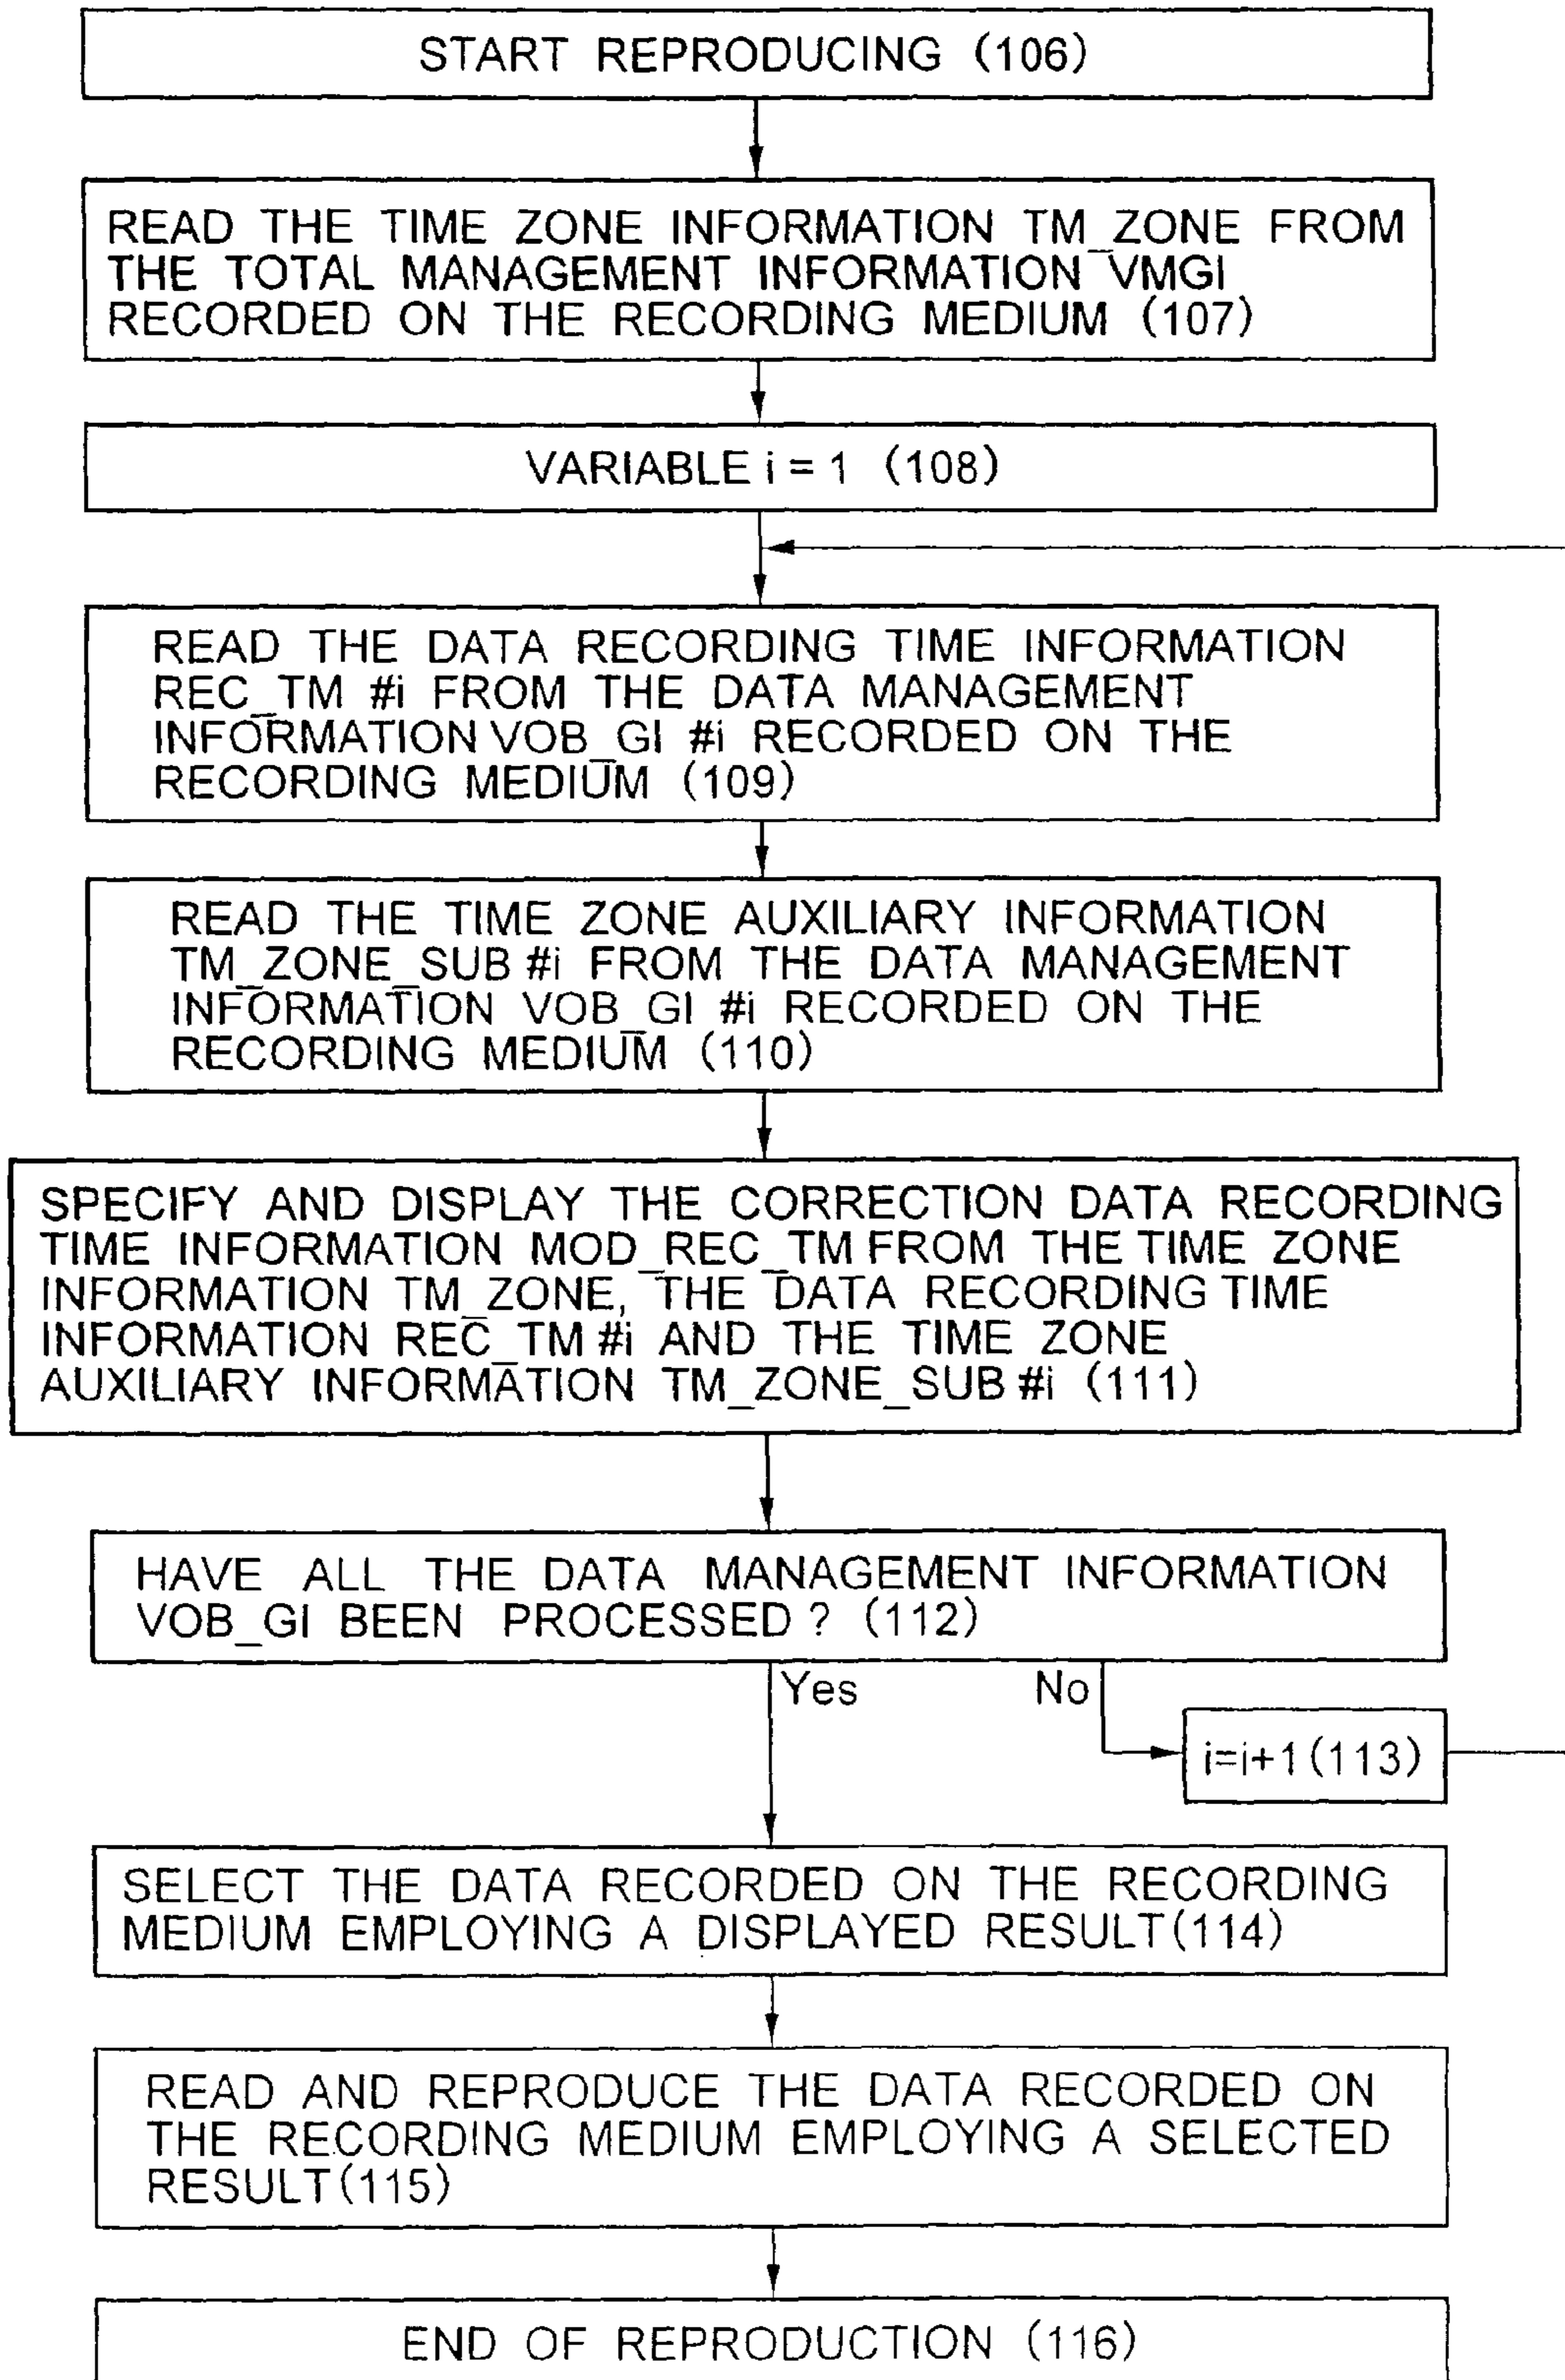 START REPRODUCING (106)
READ THE TIME ZONE INFORMATION TM_ZONE FROM
THE TOTAL MANAGEMENT INFORMATION VMGI
RECORDED ON THE RECORDING MEDIUM (107)
VARIABLE i = 1 (108)
READ THE DATA RECORDING TIME INFORMATION
REC_TM #i FROM THE DATA MANAGEMENT
INFORMATION VOB_GI #i RECORDED ON THE
RECORDING MEDIUM (109)
READ THE TIME ZONE AUXILIARY INFORMATION
TM_ZONE_SUB #i FROM THE DATA MANAGEMENT
INFORMATION VOB_GI #i RECORDED ON THE
RECORDING MEDIUM (110)
SPECIFY AND DISPLAY THE CORRECTION DATA RECORDING
TIME INFORMATION MOD_REC_TM FROM THE TIME ZONE
INFORMATION TM_ZONE, THE DATA RECORDING TIME
INFORMATION REC_TM #i AND THE TIME ZONE
AUXILIARY INFORMATION TM_ZONE_SUB #i (111)
HAVE ALL THE DATA MANAGEMENT INFORMATION
VOB_GI BEEN PROCESSED ? (112)
Yes No
i=i+1(113)
SELECT THE DATA RECORDED ON THE RECORDING
MEDIUM EMPLOYING A DISPLAYED RESULT(114)
READ AND REPRODUCE THE DATA RECORDED ON
THE RECORDING MEDIUM EMPLOYING A SELECTED
RESULT(115)
END OF REPRODUCTION (116)